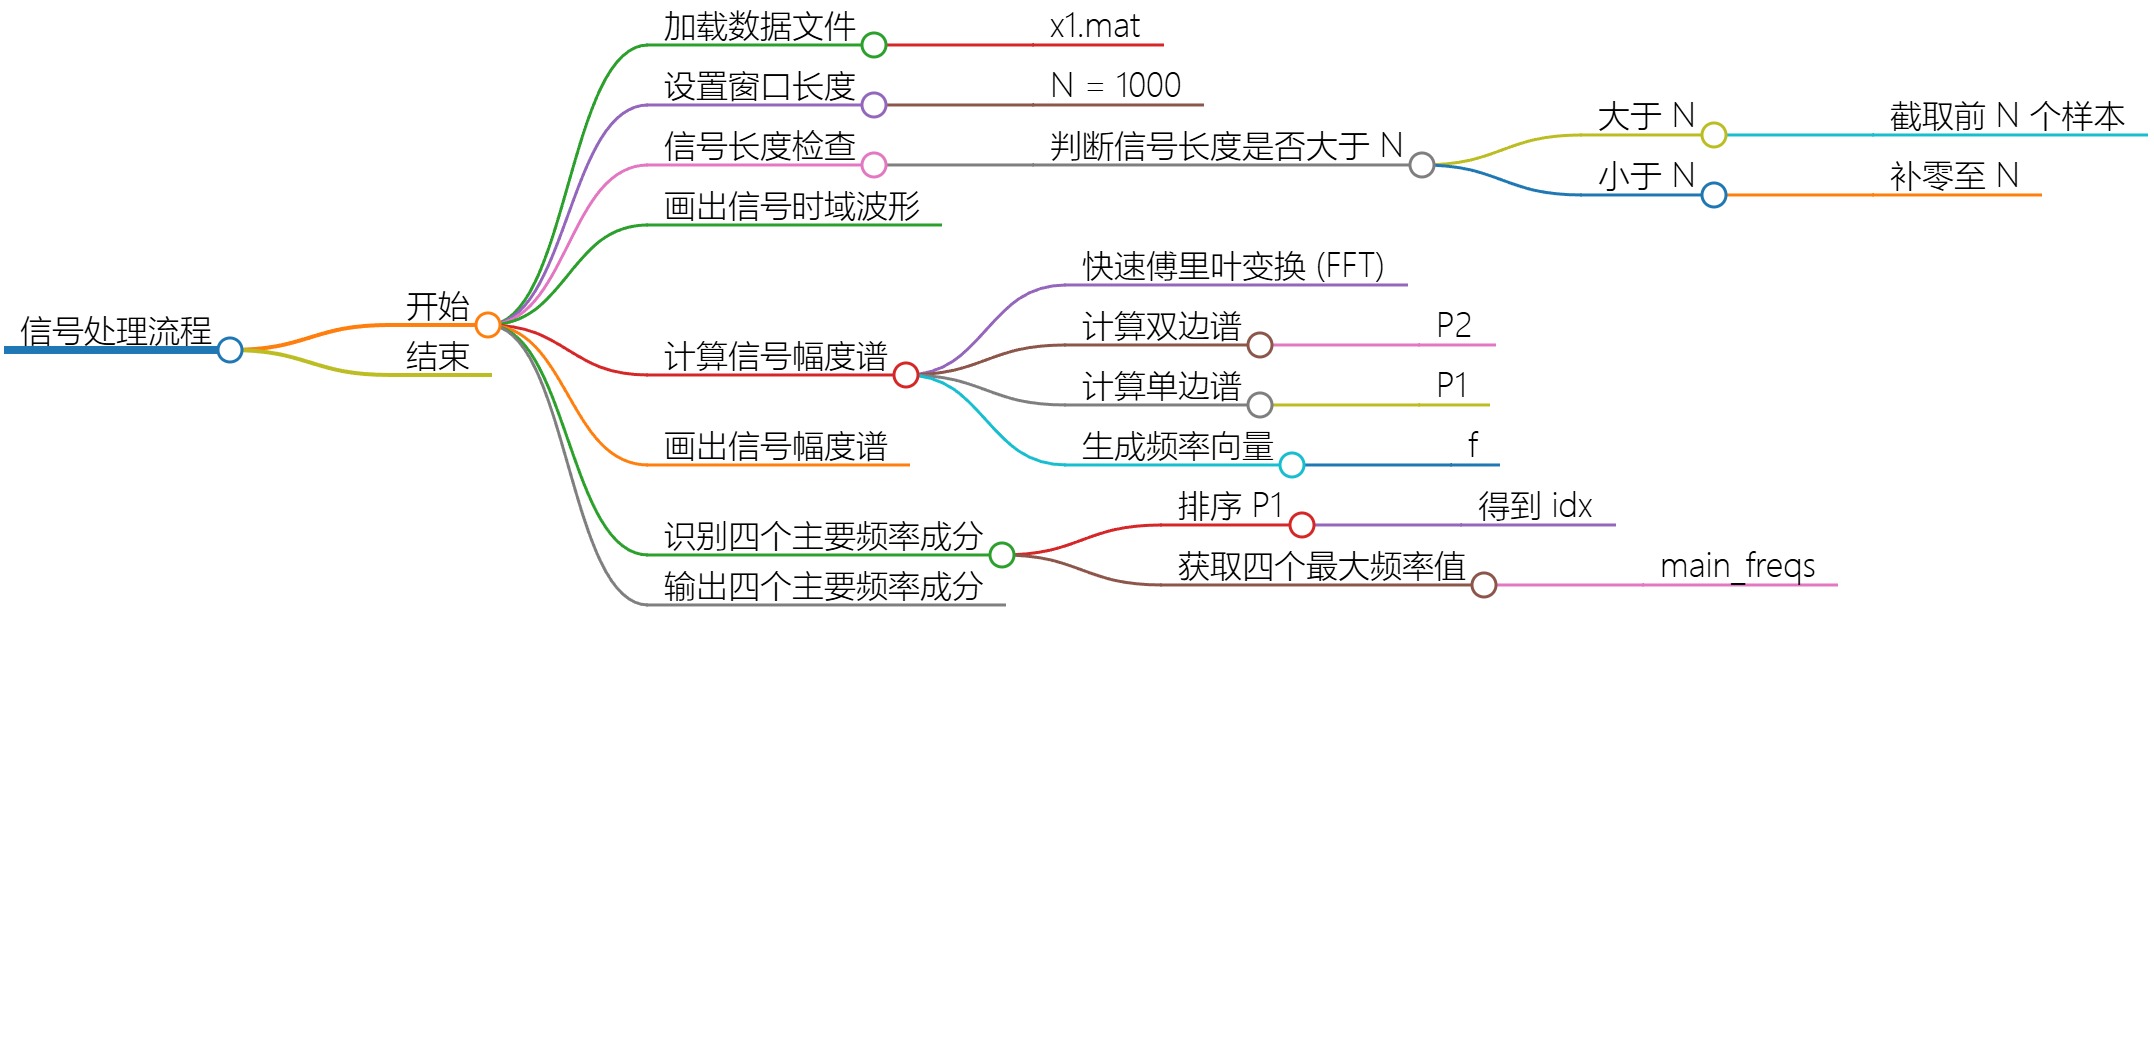 信号处理流程
开始
加载数据文件
x1.mat
设置窗口长度
N = 1000
信号长度检查
判断信号长度是否大于 N
大于 N
截取前 N 个样本
小于 N
补零至 N
画出信号时域波形
计算信号幅度谱
快速傅里叶变换 (FFT)
计算双边谱
P2
计算单边谱
P1
生成频率向量
f
画出信号幅度谱
识别四个主要频率成分
排序 P1
得到 idx
获取四个最大频率值
main_freqs
输出四个主要频率成分
结束